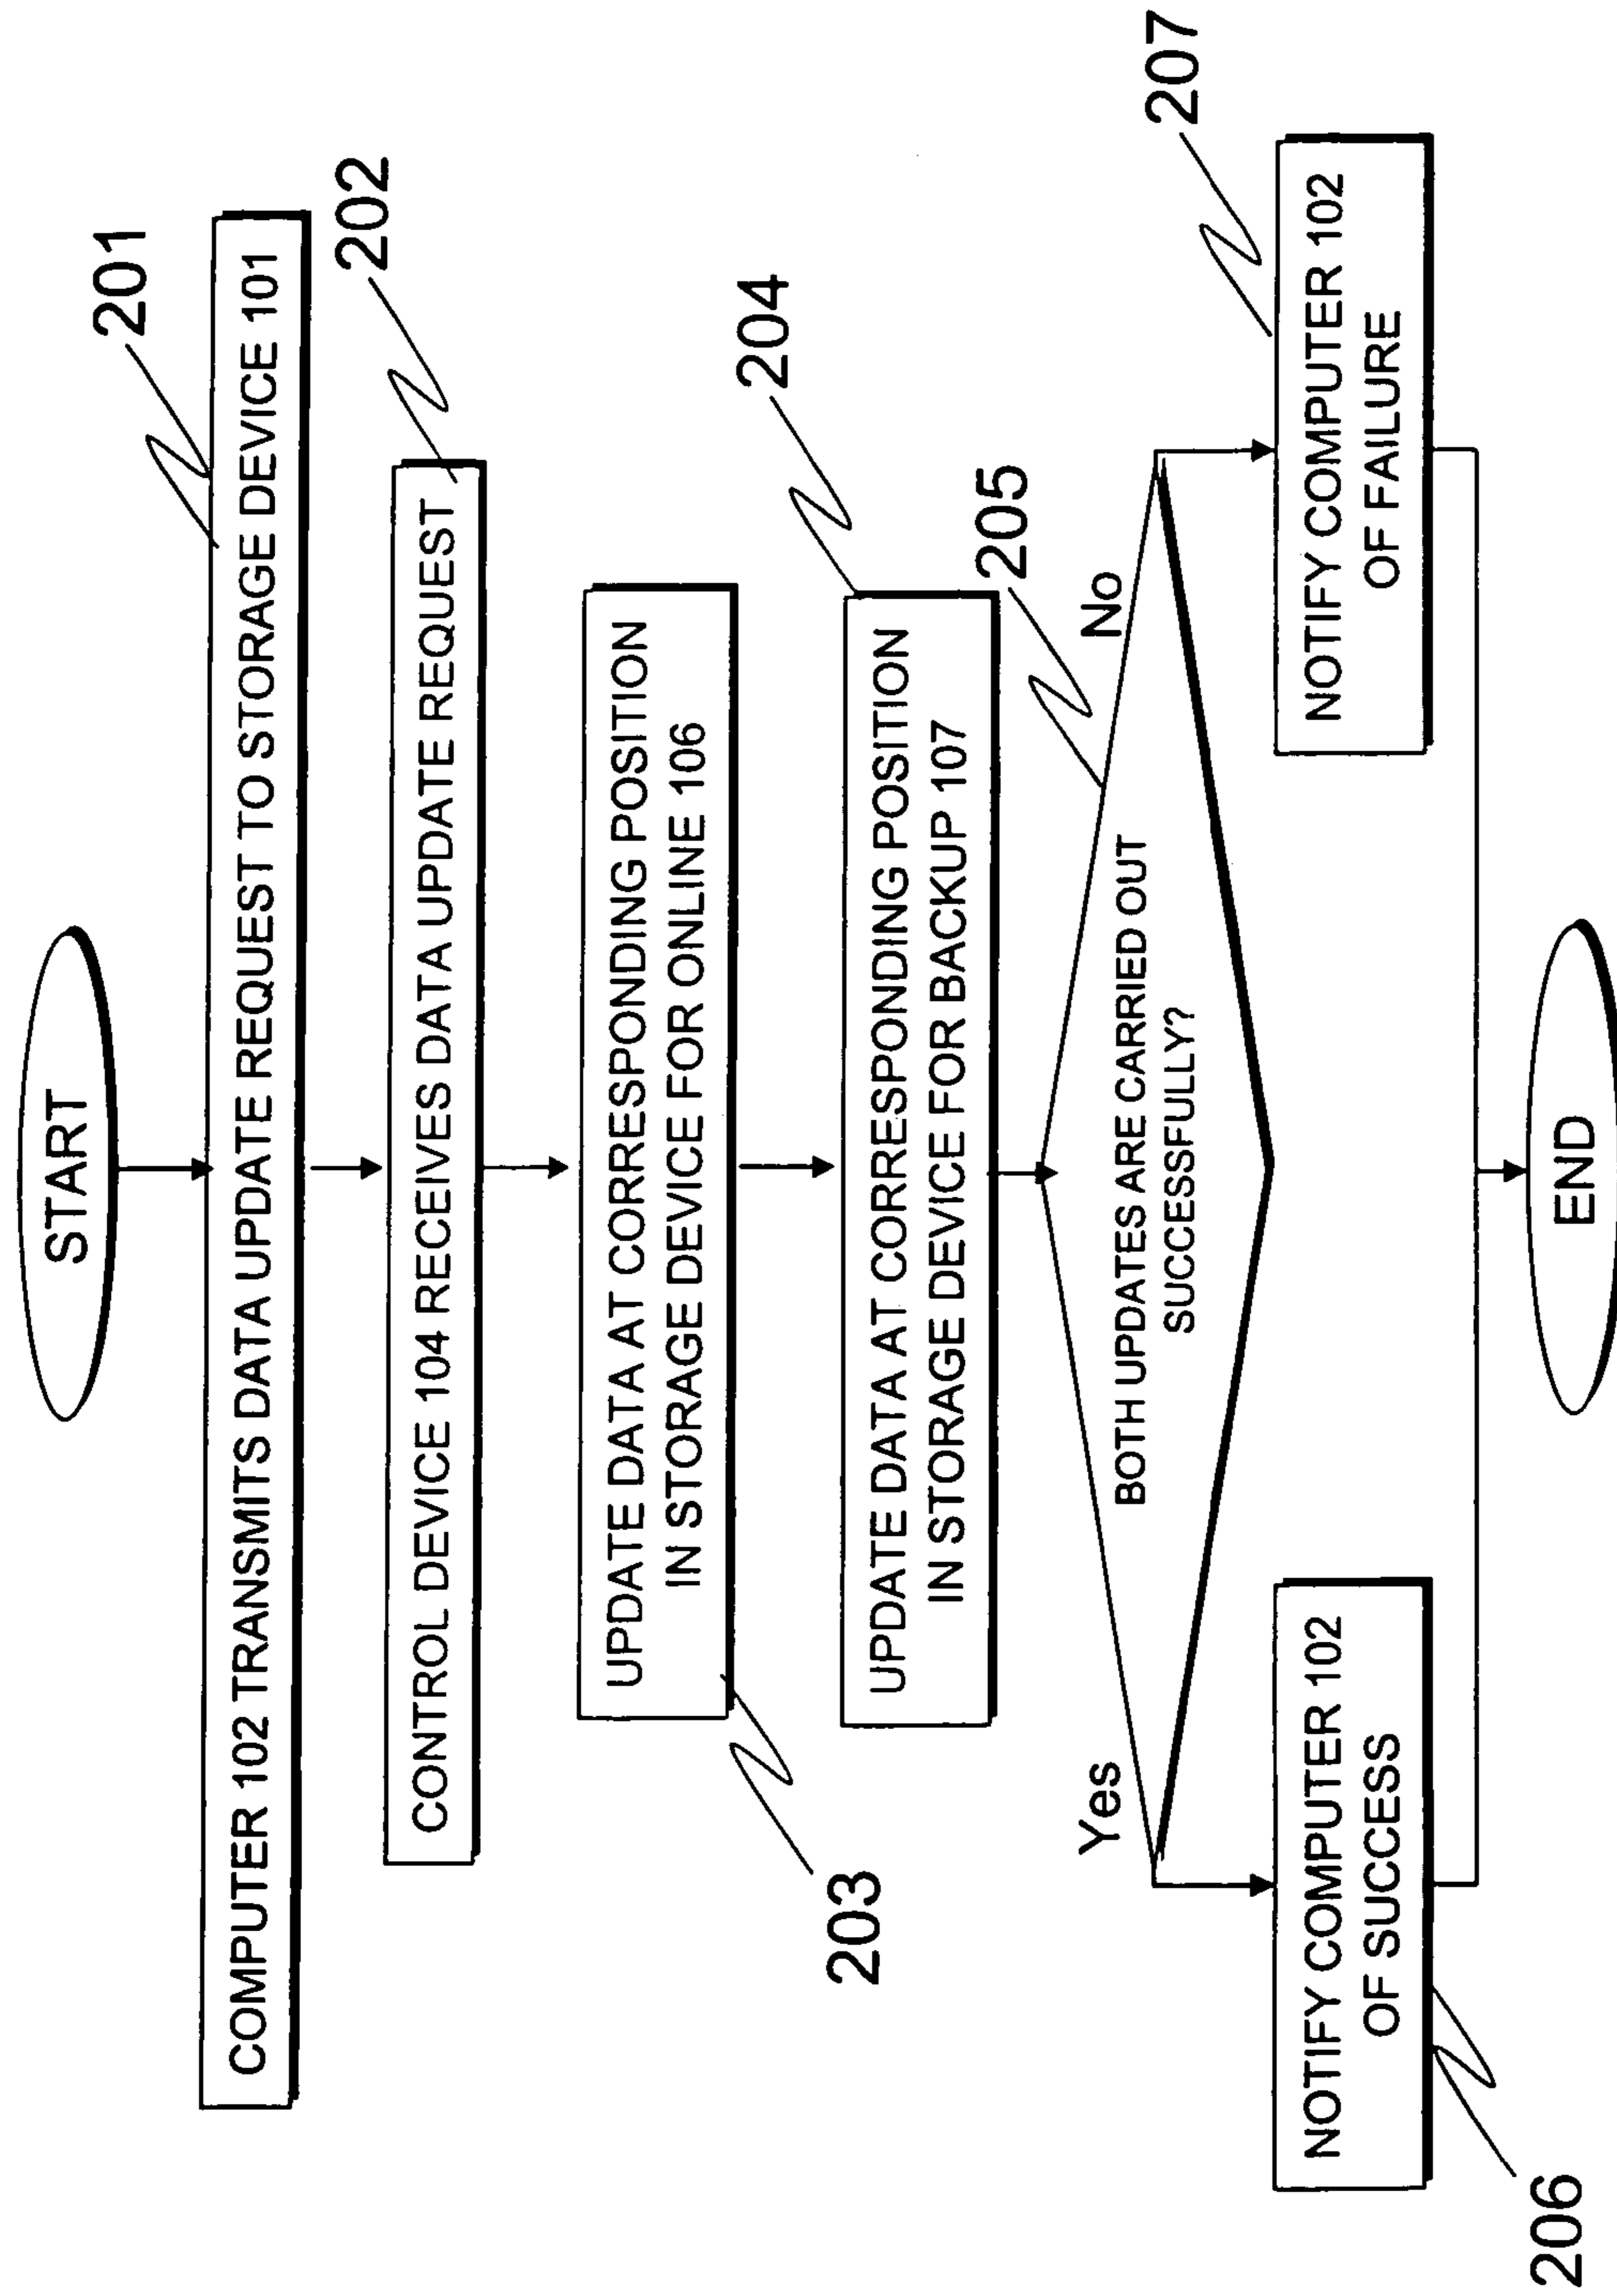 START
201
COMPUTER 102 TRANSMITS DATA UPDATE REQUEST TO STORAGE DEVICE 101
202
CONTROL DEVICE 104 RECEIVES DATA UPDATE REQUEST
203
UPDATE DATA AT CORRESPONDING POSITION
IN STORAGE DEVICE FOR ONLINE 106
204
UPDATE DATA AT CORRESPONDING POSITION
IN STORAGE DEVICE FOR BACKUP 107
205
BOTH UPDATES ARE CARRIED OUT
SUCCESSFULLY?
Yes
No
206
NOTIFY COMPUTER 102
OF SUCCESS
207
NOTIFY COMPUTER 102
OF FAILURE
END